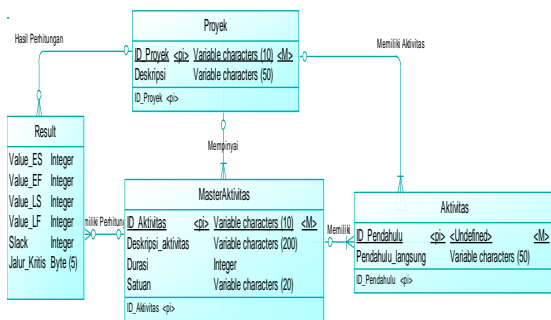 Proyek
ID_Proyek <pi> Variable characters (10) <M>
Deskripsi Variable characters (50)
ID_Proyek <pi>
Hasil Perhitungan
Memiliki Aktivitas
Mempinyai
Result
Value_ES Integer
Value_EF Integer
Value_LS Integer
Value_LF Integer
Slack Integer
Jalur_Kritis Byte (5)
miliki Perhitung
MasterAktivitas
ID_Aktivitas <pi> Variable characters (10) <M>
Deskripsi_aktivitas Variable characters (200)
Durasi Integer
Satuan Variable characters (20)
ID_Aktivitas <pi>
Memiliki
Aktivitas
ID_Pendahulu <pi> <Undefined> <M>
Pendahulu_langsung Variable characters (50)
ID_Pendahulu <pi>